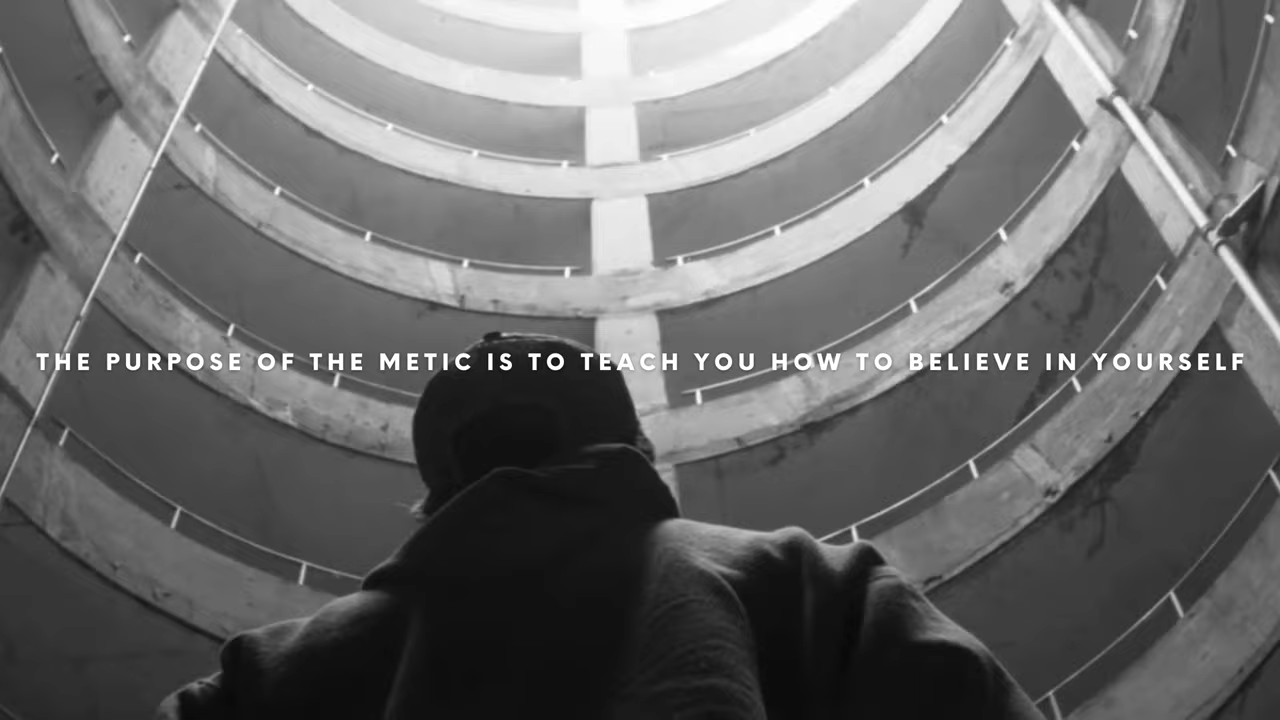 THE PURPOSE OF THE METIC IS TO TEACH YOU HOW TO BELIEVE IN YOURSELF